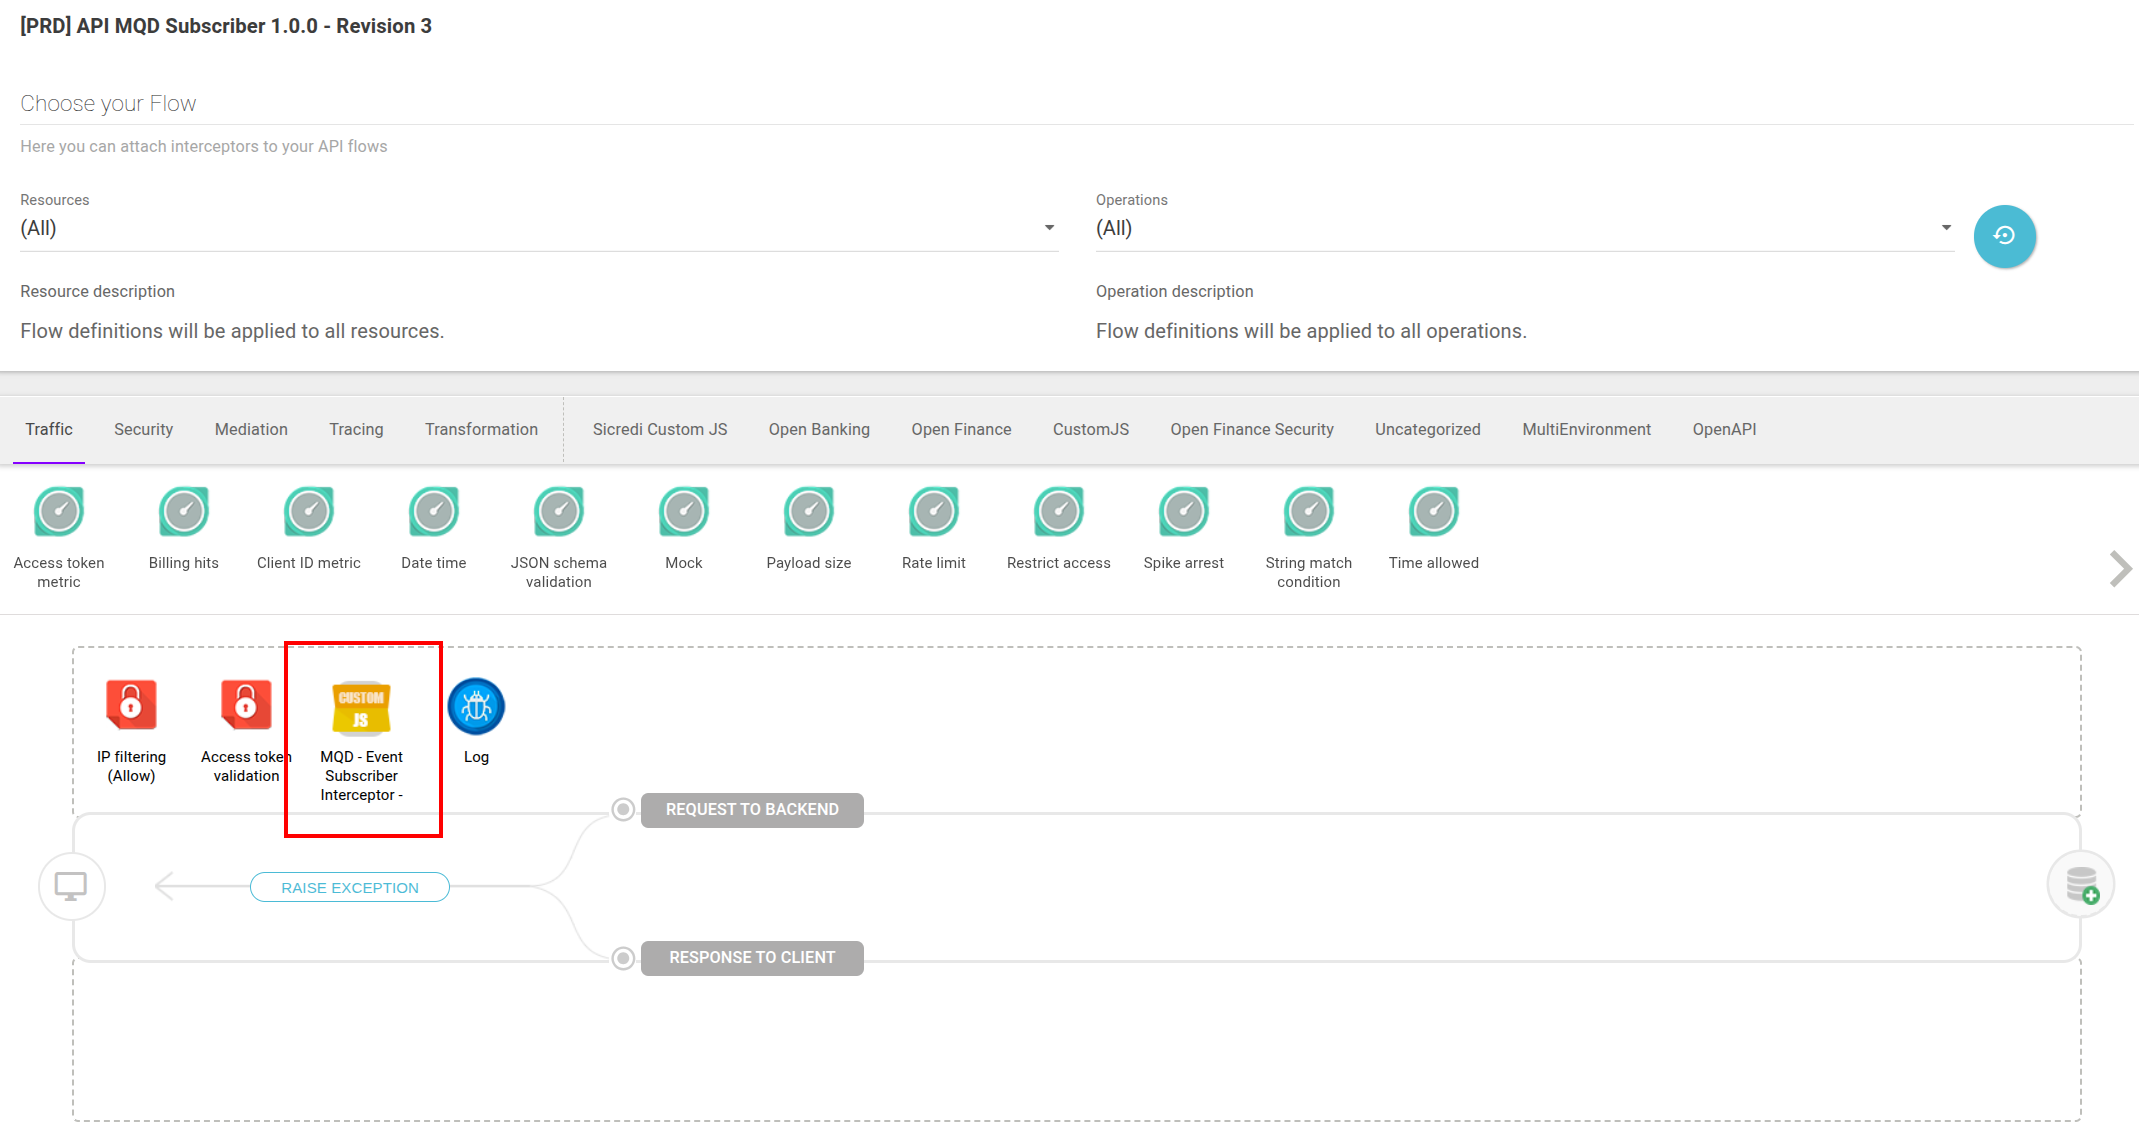 [PRD] API MQD Subscriber 1.0.0 - Revision 3
Choose your Flow
Here you can attach interceptors to your API flows
Resources
(All)
Operations
(All)
Resource description
Flow definitions will be applied to all resources.
Operation description
Flow definitions will be applied to all operations.
Traffic Security Mediation Tracing Transformation Sicredi Custom JS Open Banking Open Finance CustomJS Open Finance Security Uncategorized MultiEnvironment OpenAPI
Access token
metric
Billing hits
Client ID metric
Date time
JSON schema
validation
Mock
Payload size
Rate limit
Restrict access
Spike arrest
String match
condition
Time allowed
IP filtering
(Allow)
Access token
validation
CUSTOM
JS
MQD - Event
Subscriber
Interceptor -
Log
REQUEST TO BACKEND
RAISE EXCEPTION
RESPONSE TO CLIENT